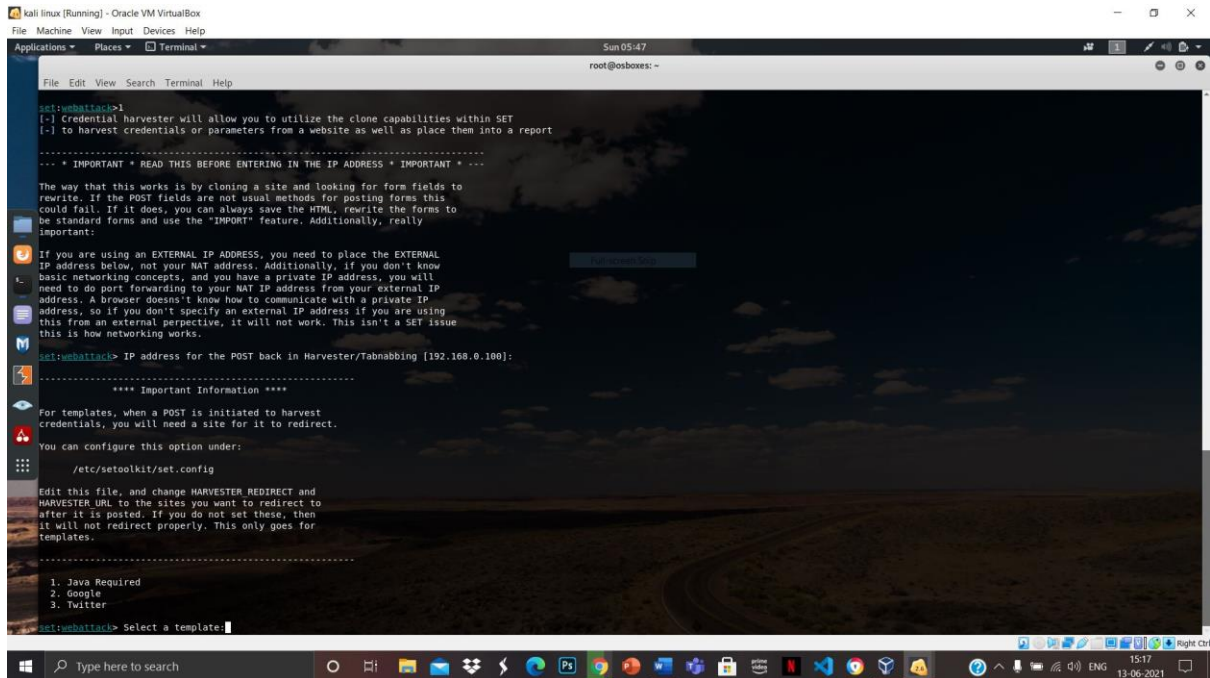 kali linux [Running] - Oracle VM VirtualBox
File Machine View Input Devices Help
Applications Places Terminal Sun 05:47 1
root@osboxes: ~
File Edit View Search Terminal Help
set:webattack>1
[-] Credential harvester will allow you to utilize the clone capabilities within SET
[-] to harvest credentials or parameters from a website as well as place them into a report
-------------------------------------------------------------------------------
--- * IMPORTANT * READ THIS BEFORE ENTERING IN THE IP ADDRESS * IMPORTANT * ---
The way that this works is by cloning a site and looking for form fields to
rewrite. If the POST fields are not usual methods for posting forms this
could fail. If it does, you can always save the HTML, rewrite the forms to
be standard forms and use the "IMPORT" feature. Additionally, really
important:
If you are using an EXTERNAL IP ADDRESS, you need to place the EXTERNAL
IP address below, not your NAT address. Additionally, if you don't know
basic networking concepts, and you have a private IP address, you will
need to do port forwarding to your NAT IP address from your external IP
address. A browser doesns't know how to communicate with a private IP
address, so if you don't specify an external IP address if you are using
this from an external perpective, it will not work. This isn't a SET issue
this is how networking works.
set:webattack> IP address for the POST back in Harvester/Tabnabbing [192.168.0.100]:
-------------------------------------------------------
**** Important Information ****
For templates, when a POST is initiated to harvest
credentials, you will need a site for it to redirect.
You can configure this option under:
/etc/setoolkit/set.config
Edit this file, and change HARVESTER_REDIRECT and
HARVESTER_URL to the sites you want to redirect to
after it is posted. If you do not set these, then
it will not redirect properly. This only goes for
templates.
-------------------------------------------------------
1. Java Required
2. Google
3. Twitter
set:webattack> Select a template:
Full-screen Snip
Right Ctrl
Type here to search
Ps
prime video
N
ENG
15:17
13-06-2021